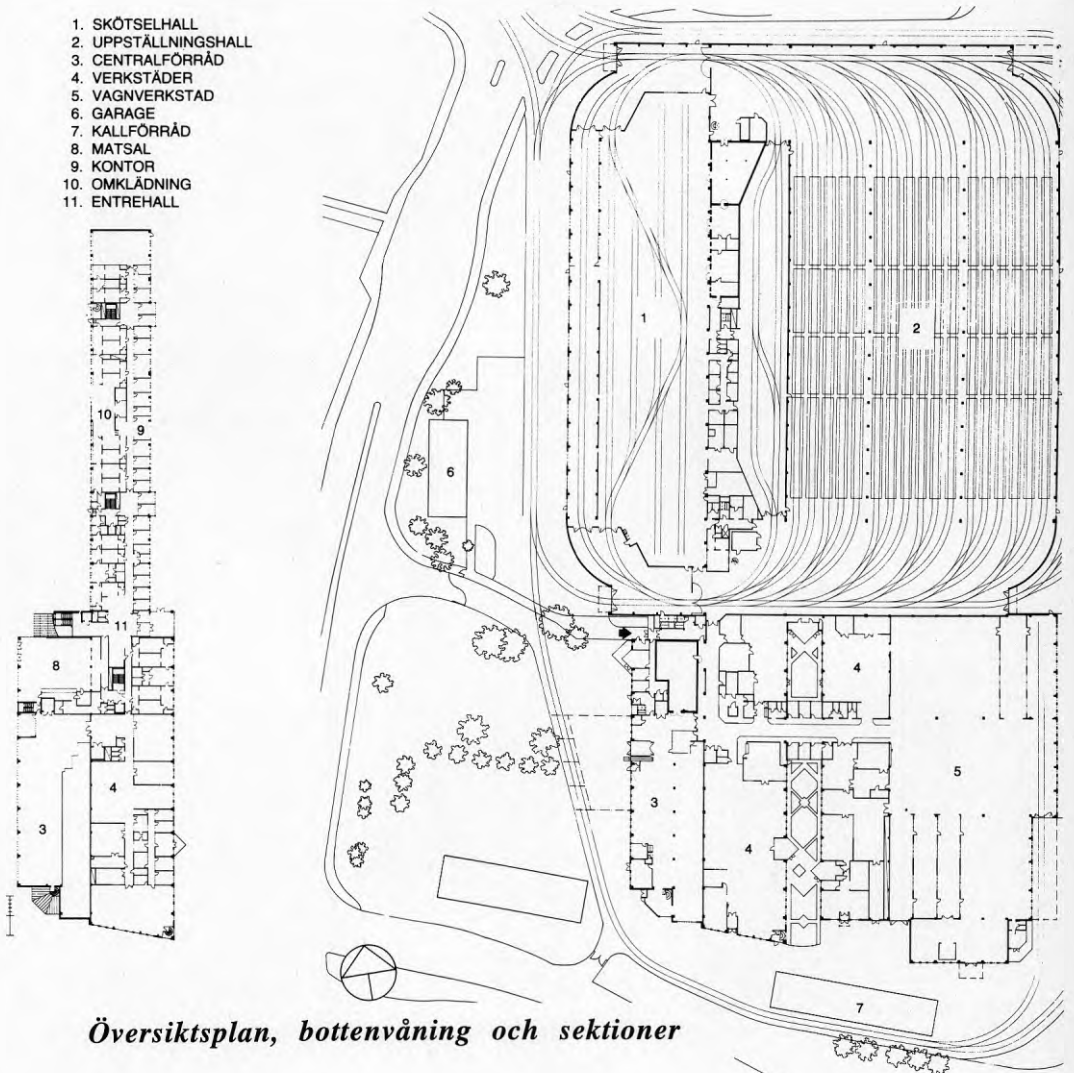 1. SKÖTSELHALL
2. UPPSTÄLLNINGSHALL
3. CENTRALFÖRRÅD
4. VERKSTÄDER
5. VAGNVERKSTAD
6. GARAGE
7. KALLFÖRRÅD
8. MATSAL
9. KONTOR
10. OMKLÄDNING
11. ENTREHALL
1
2
10
9
6
11
8
4
5
4
3
3
4
7
Översiktsplan, bottenvåning och sektioner